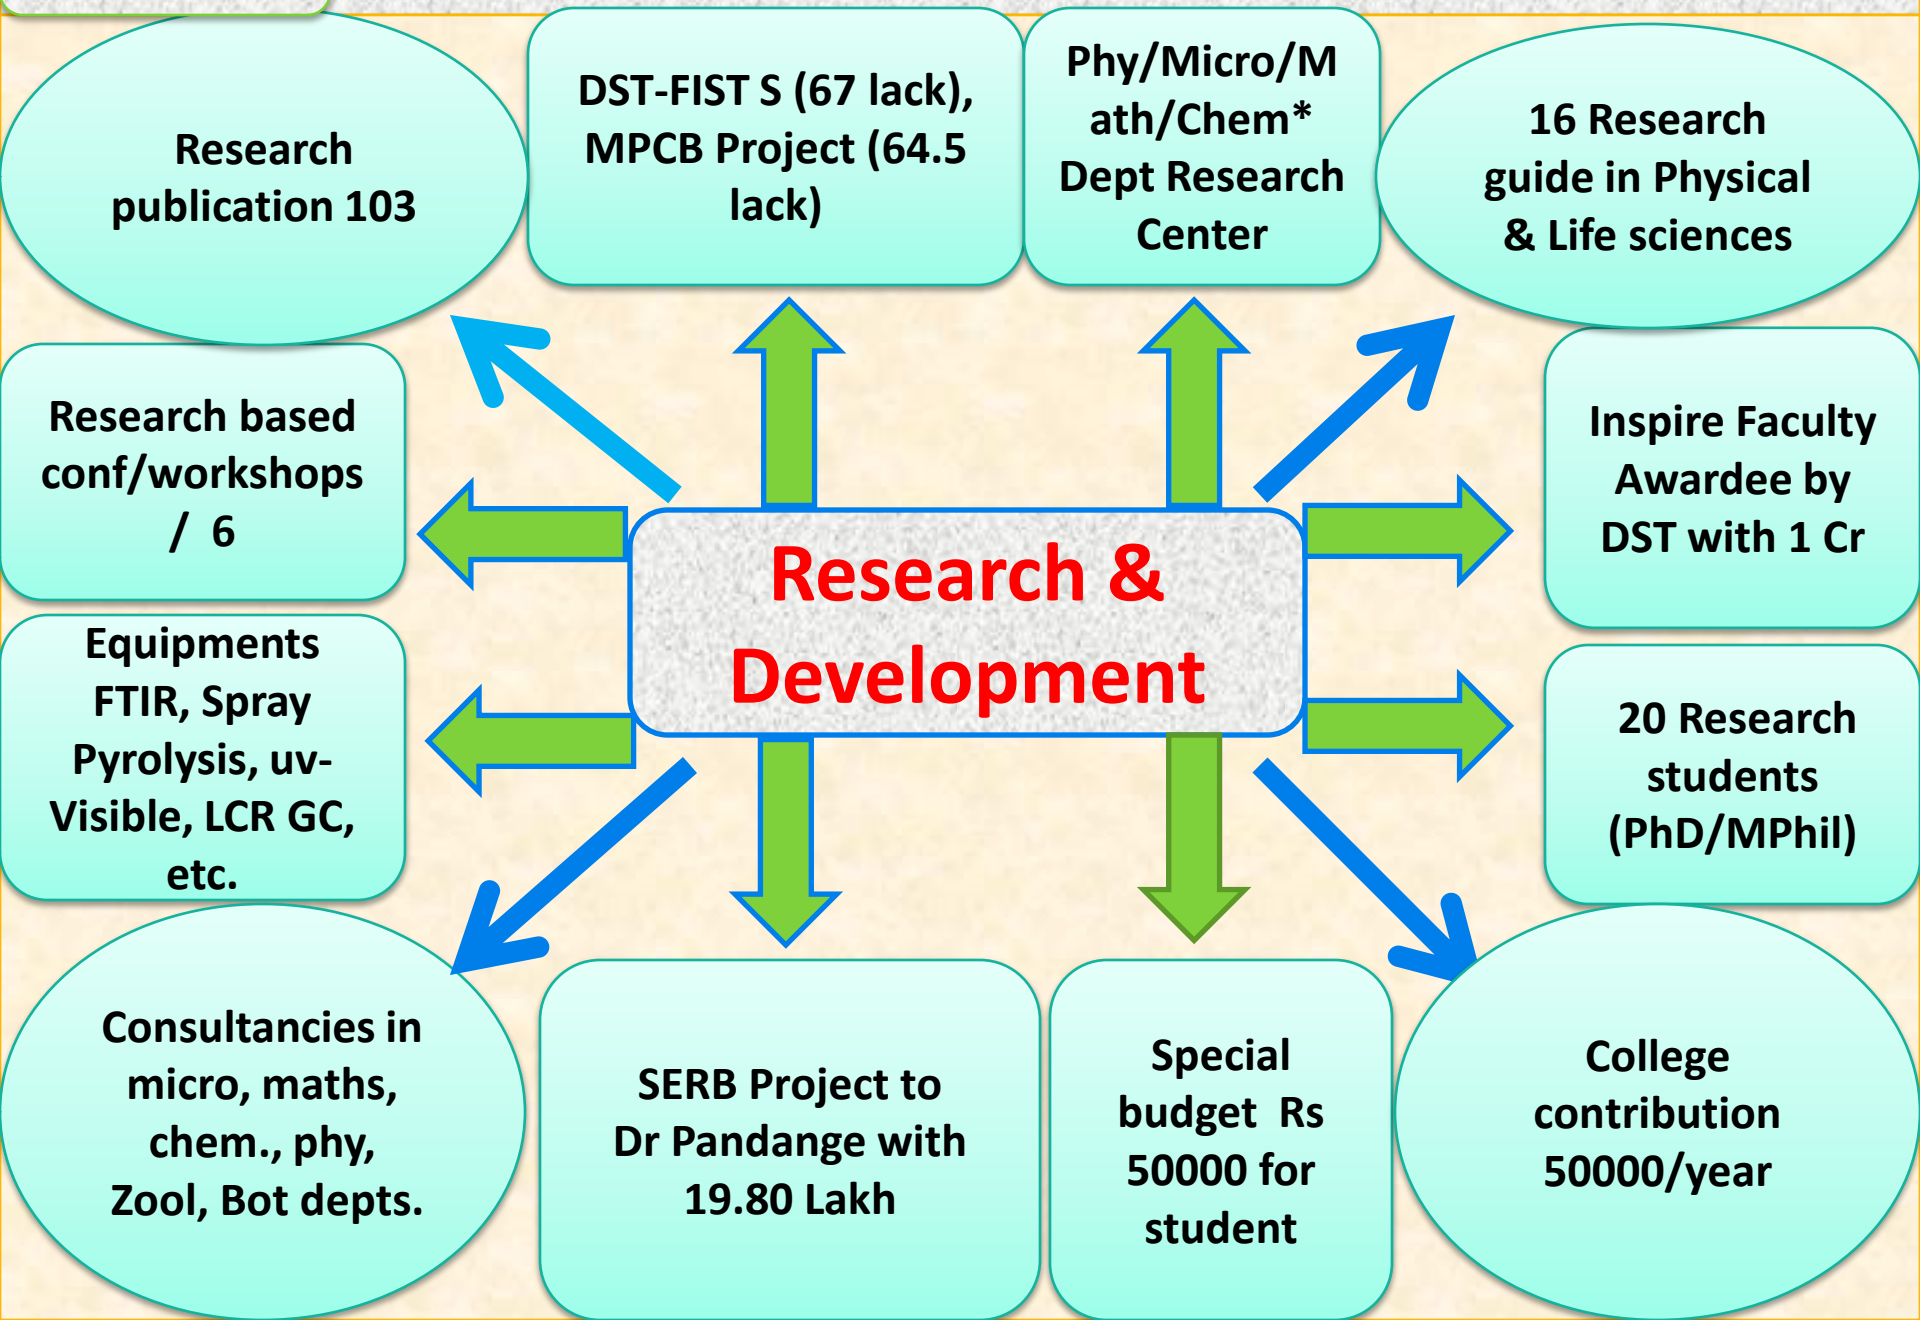 Research
publication 103
DST-FIST S (67 lack),
MPCB Project (64.5
lack)
Phy/Micro/M
ath/Chem*
Dept Research
Center
16 Research
guide in Physical
& Life sciences
Research based
conf/workshops
/ 6
Inspire Faculty
Awardee by
DST with 1 Cr
Research &
Development
Equipments
FTIR, Spray
Pyrolysis, uv-
Visible, LCR GC,
etc.
20 Research
students
(PhD/MPhil)
Consultancies in
micro, maths,
chem., phy,
Zool, Bot depts.
SERB Project to
Dr Pandange with
19.80 Lakh
Special
budget Rs
50000 for
student
College
contribution
50000/year